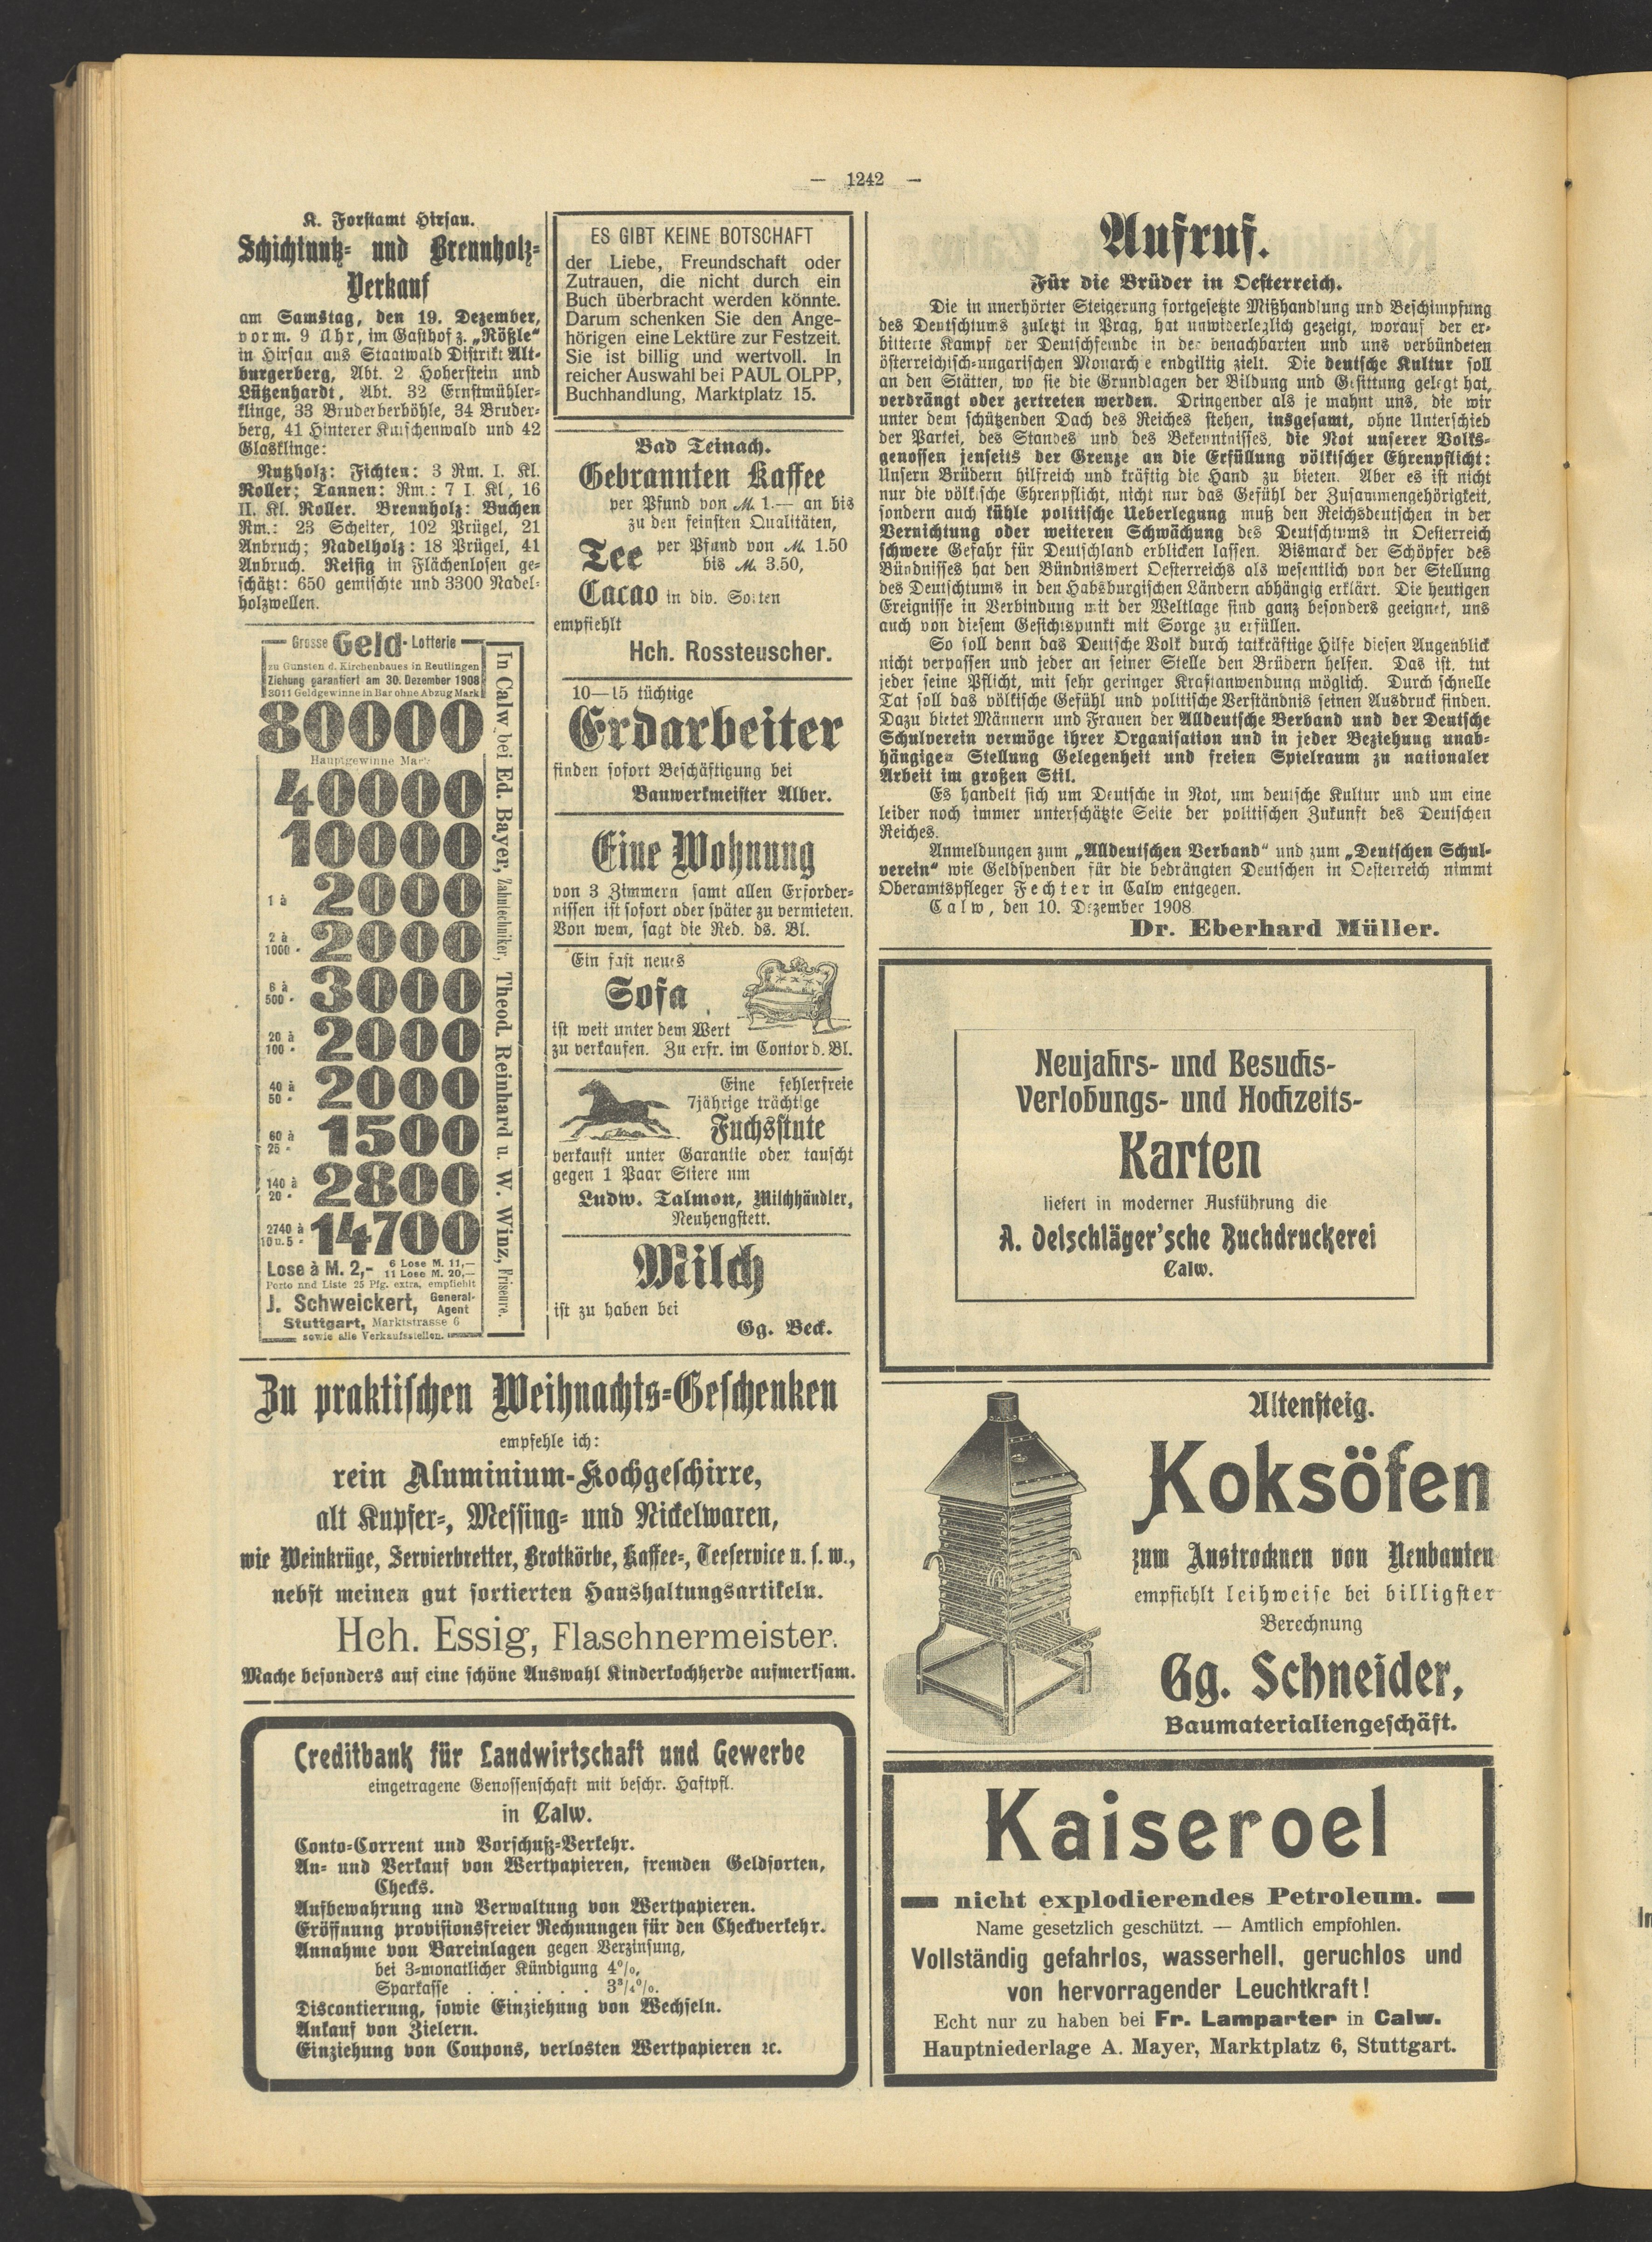 — 1242 —
K. Forstamt Hirsau.
Schichtnutz- und Brennholz-
Verkauf
am Samstag, den 19. Dezember,
vorm. 9 Uhr, im Gasthof z. „Rößle“
in Hirsau aus Staatwald Distrikt Alt-
burgerberg, Abt. 2 Hoberstein und
Lützenhardt, Abt. 32 Ernstmühler-
klinge, 33 Bruderberhöhle, 34 Bruder-
berg, 41 Hinterer Kutschenwald und 42
Glasklinge:
Nutzholz: Fichten: 3 Rm. I. Kl.
Roller; Tannen: Rm.: 7 I. Kl, 16
II. Kl. Roller. Brennholz: Buchen
Rm.: 23 Scheiter, 102 Prügel, 21
Anbruch; Nadelholz: 18 Prügel, 41
Anbruch. Reisig in Flächenlosen ge-
schätzt: 650 gemischte und 3300 Nadel-
holzwellen.
Grosse Geld-Lotterie
zu Gunsten d. Kirchenbaues in Reutlingen
Ziehung garantiert am 30. Dezember 1908
3011 Geldgewinne in Bar ohne Abzug Mark
80000
Hauptgewinne Mark
40000
10000
1 à 2000
2 à 1000 = 2000
6 à 500 = 3000
20 à 100 = 2000
40 à 50 = 2000
60 à 25 = 1500
140 à 20 = 2800
2740 à 10 u. 5 = 14700
Lose à M. 2,- 6 Lose M. 11,—
11 Lose M. 20,—
Porto und Liste 25 Pfg. extra, empfiehlt
J. Schweickert, General-Agent
Stuttgart, Marktstrasse 6
sowie alle Verkaufsstellen.
In Calw bei Ed. Bayer, Zahntechniker, Theod. Reinhard u. W. Winz, Friseure.
ES GIBT KEINE BOTSCHAFT
der Liebe, Freundschaft oder
Zutrauen, die nicht durch ein
Buch überbracht werden könnte.
Darum schenken Sie den Ange-
hörigen eine Lektüre zur Festzeit.
Sie ist billig und wertvoll. In
reicher Auswahl bei PAUL OLPP,
Buchhandlung, Marktplatz 15.
Bad Teinach.
Gebrannten Kaffee
per Pfund von M. 1.— an bis
zu den feinsten Qualitäten,
Tee per Pfund von M. 1.50
bis M. 3.50,
Cacao in div. Sorten
empfiehlt
Hch. Rossteuscher.
10—15 tüchtige
Erdarbeiter
finden sofort Beschäftigung bei
Bauwerkmeister Alber.
Eine Wohnung
von 3 Zimmern samt allen Erforder-
nissen ist sofort oder später zu vermieten.
Von wem, sagt die Red. ds. Bl.
Ein fast neues
Sofa
ist weit unter dem Wert
zu verkaufen. Zu erfr. im Contor d. Bl.
Eine fehlerfreie
7jährige trächtige
Fuchsstute
verkauft unter Garantie oder tauscht
gegen 1 Paar Stiere um
Ludw. Talmon, Milchhändler,
Neuhengstett.
Milch
ist zu haben bei
Gg. Beck.
Zu praktischen Weihnachts-Geschenken
empfehle ich:
rein Aluminium-Kochgeschirre,
alt Kupfer-, Messing- und Nickelwaren,
wie Weinkrüge, Servierbretter, Brotkörbe, Kaffee-, Teeservice u. s. w.,
nebst meinen gut sortierten Haushaltungsartikeln.
Hch. Essig, Flaschnermeister.
Mache besonders auf eine schöne Auswahl Kinderkochherde aufmerksam.
Creditbank für Landwirtschaft und Gewerbe
eingetragene Genossenschaft mit beschr. Haftpfl.
in Calw.
Conto-Corrent und Vorschuß-Verkehr.
An- und Verkauf von Wertpapieren, fremden Geldsorten,
Checks.
Aufbewahrung und Verwaltung von Wertpapieren.
Eröffnung provisionsfreier Rechnungen für den Checkverkehr.
Annahme von Bareinlagen gegen Verzinsung,
bei 3-monatlicher Kündigung 4%,
Sparkasse . . . . . . 3¾%.
Discontierung, sowie Einziehung von Wechseln.
Ankauf von Zielern.
Einziehung von Coupons, verlosten Wertpapieren ꝛc.
Aufruf.
Für die Brüder in Oesterreich.
Die in unerhörter Steigerung fortgesetzte Mißhandlung und Beschimpfung
des Deutschtums zuletzt in Prag, hat unwiderleglich gezeigt, worauf der er-
bitterte Kampf der Deutschfeinde in der benachbarten und uns verbündeten
österreichisch-ungarischen Monarchie endgiltig zielt. Die deutsche Kultur soll
an den Stätten, wo sie die Grundlagen der Bildung und Gesittung gelegt hat,
verdrängt oder zertreten werden. Dringender als je mahnt uns, die wir
unter dem schützenden Dach des Reiches stehen, insgesamt, ohne Unterschied
der Partei, des Standes und des Bekenntnisses, die Not unserer Volks-
genossen jenseits der Grenze an die Erfüllung völkischer Ehrenpflicht:
Unsern Brüdern hilfreich und kräftig die Hand zu bieten. Aber es ist nicht
nur die völkische Ehrenpflicht, nicht nur das Gefühl der Zusammengehörigkeit,
sondern auch kühle politische Ueberlegung muß den Reichsdeutschen in der
Vernichtung oder weiteren Schwächung des Deutschtums in Oesterreich
schwere Gefahr für Deutschland erblicken lassen. Bismarck der Schöpfer des
Bündnisses hat den Bündniswert Oesterreichs als wesentlich von der Stellung
des Deutschtums in den Habsburgischen Ländern abhängig erklärt. Die heutigen
Ereignisse in Verbindung mit der Weltlage sind ganz besonders geeignet, uns
auch von diesem Gesichtspunkt mit Sorge zu erfüllen.
So soll denn das Deutsche Volk durch tatkräftige Hilfe diesen Augenblick
nicht verpassen und jeder an seiner Stelle den Brüdern helfen. Das ist, tut
jeder seine Pflicht, mit sehr geringer Kraftanwendung möglich. Durch schnelle
Tat soll das völkische Gefühl und politische Verständnis seinen Ausdruck finden.
Dazu bietet Männern und Frauen der Alldeutsche Verband und der Deutsche
Schulverein vermöge ihrer Organisation und in jeder Beziehung unab-
hängigen Stellung Gelegenheit und freien Spielraum zu nationaler
Arbeit im großen Stil.
Es handelt sich um Deutsche in Not, um deutsche Kultur und um eine
leider noch immer unterschätzte Seite der politischen Zukunft des Deutschen
Reiches.
Anmeldungen zum „Alldeutschen Verband“ und zum „Deutschen Schul-
verein“ wie Geldspenden für die bedrängten Deutschen in Oesterreich nimmt
Oberamtspfleger Fechter in Calw entgegen.
Calw, den 10. Dezember 1908
Dr. Eberhard Müller.
Neujahrs- und Besuchs-
Verlobungs- und Hochzeits-
Karten
liefert in moderner Ausführung die
A. Oelschläger'sche Buchdruckerei
Calw.
Altensteig.
Koksöfen
zum Austrocknen von Neubauten
empfiehlt leihweise bei billigster
Berechnung
Gg. Schneider,
Baumaterialiengeschäft.
Kaiseroel
nicht explodierendes Petroleum.
Name gesetzlich geschützt. — Amtlich empfohlen.
Vollständig gefahrlos, wasserhell, geruchlos und
von hervorragender Leuchtkraft!
Echt nur zu haben bei Fr. Lamparter in Calw.
Hauptniederlage A. Mayer, Marktplatz 6, Stuttgart.